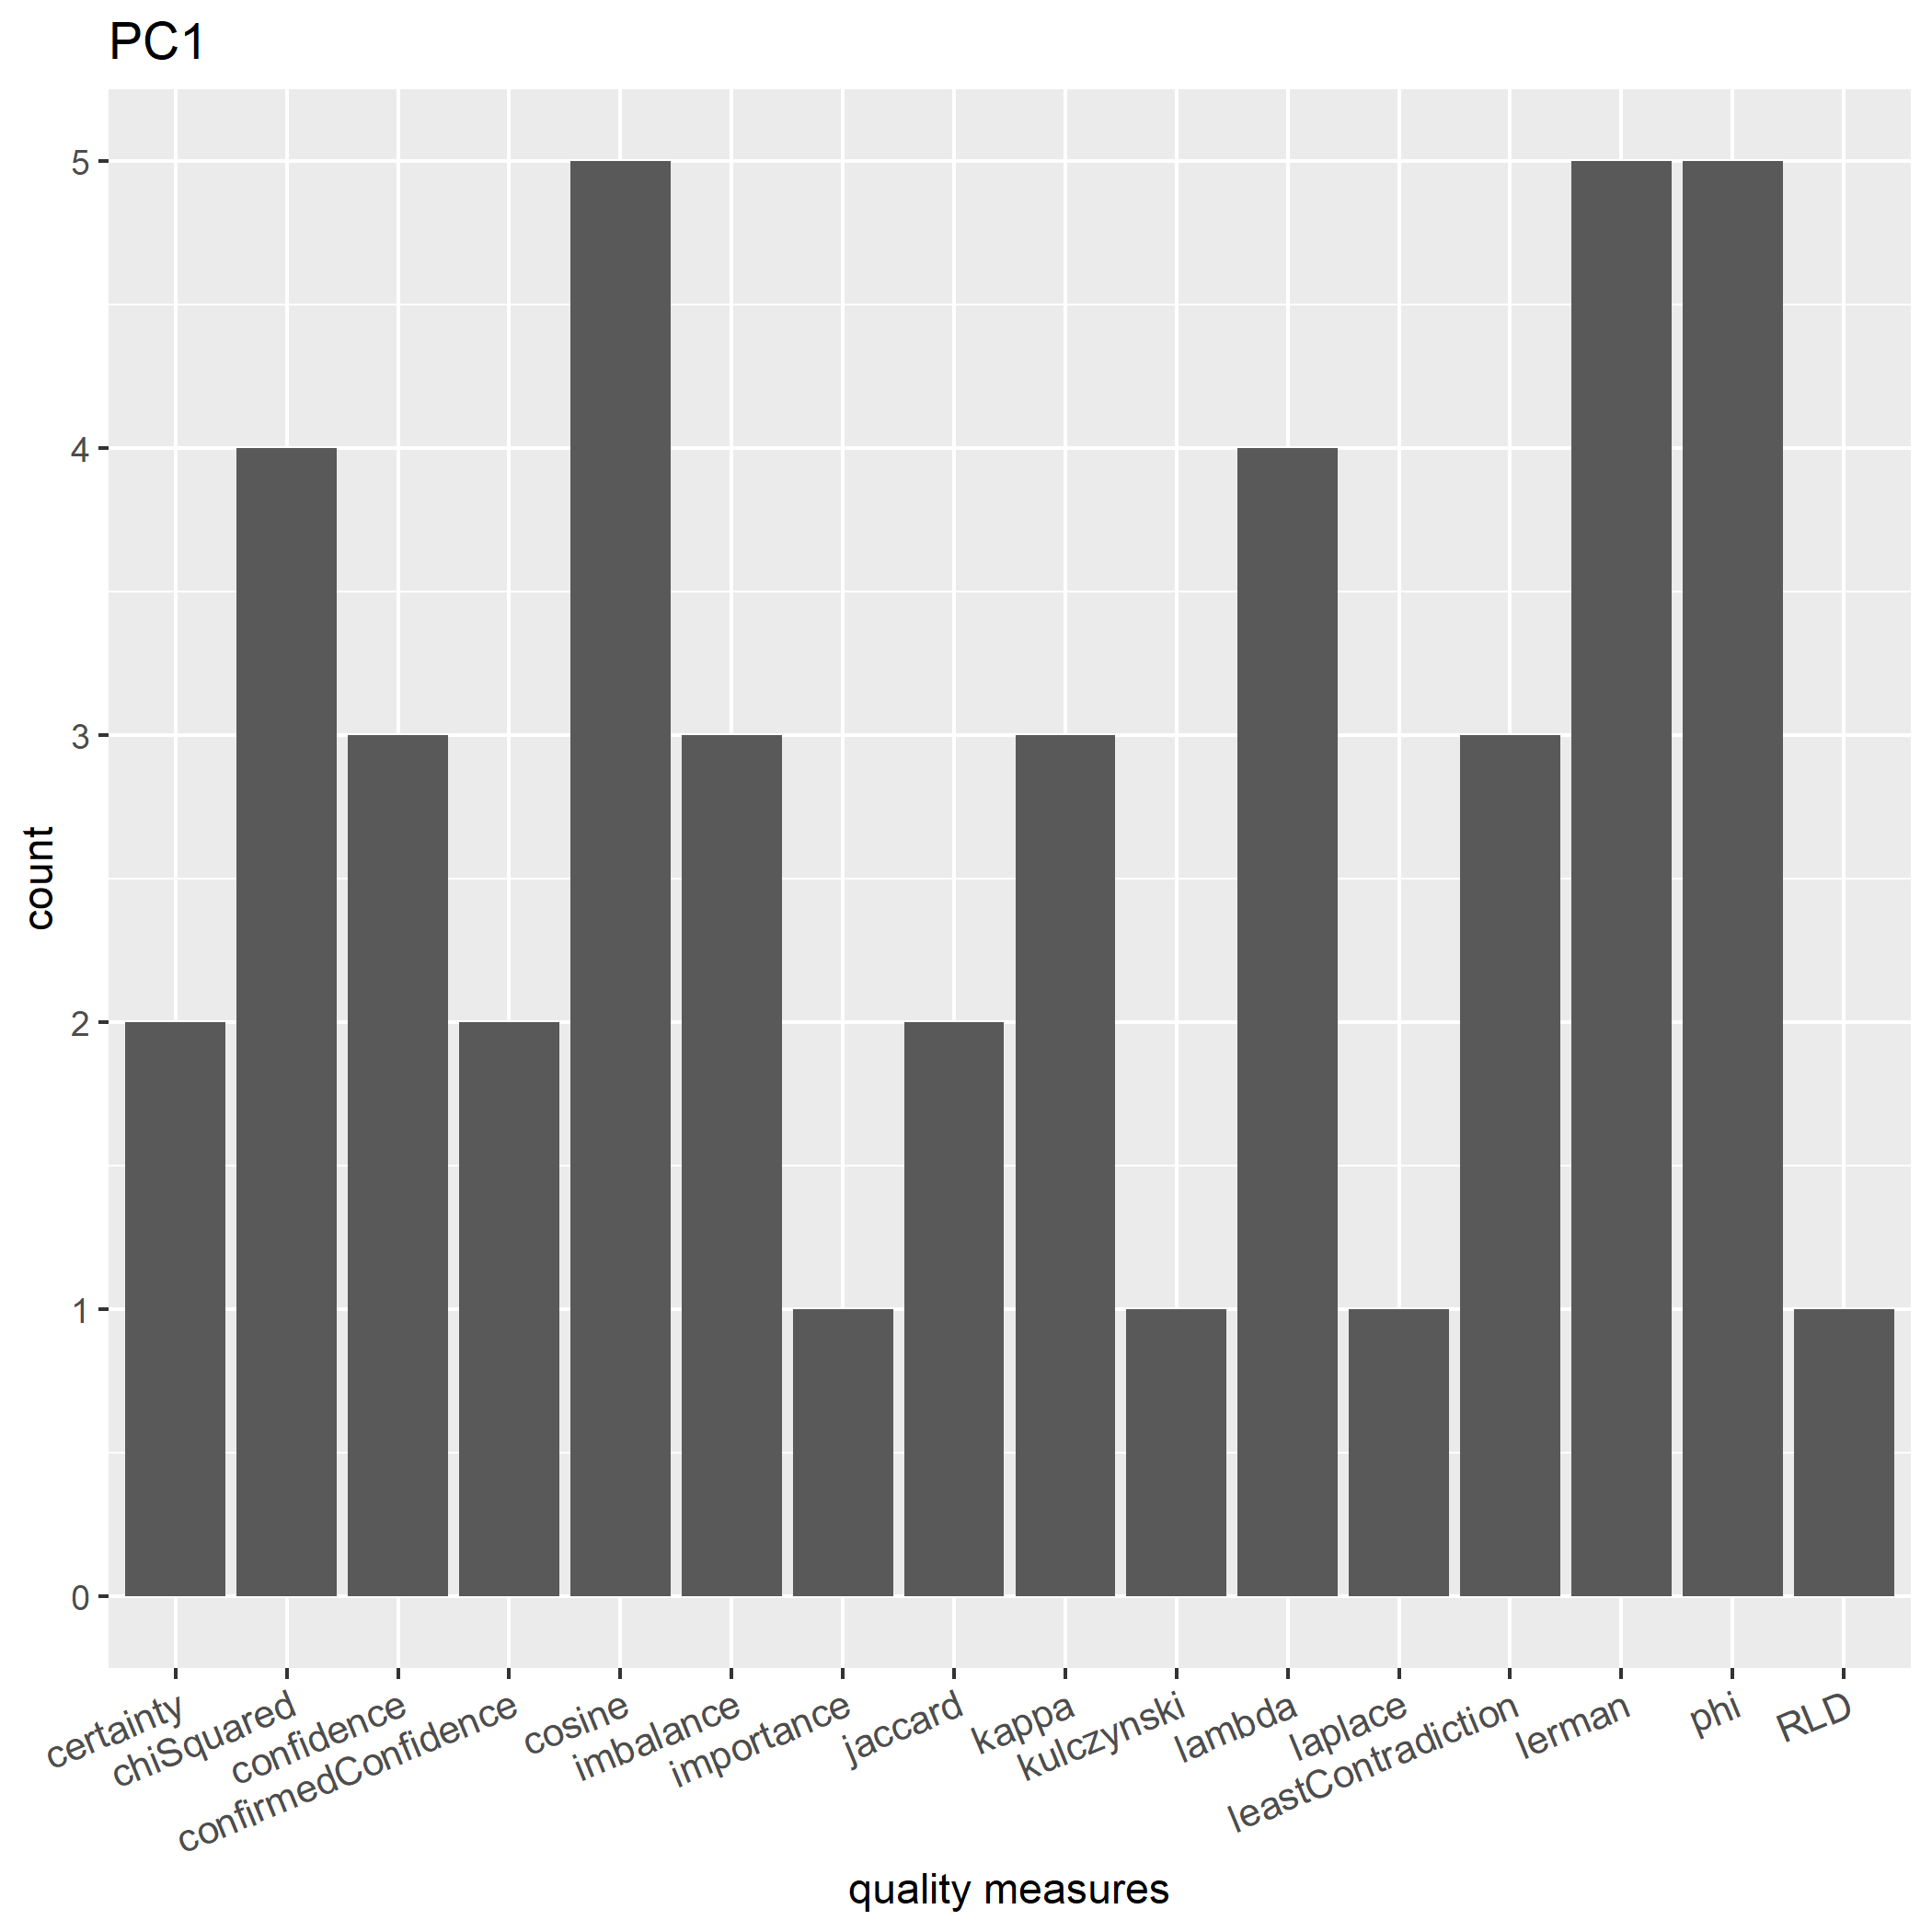 PC1
count
5
4
3
2
1
0
certainty
chiSquared
confidence
confirmedConfidence
cosine
imbalance
importance
jaccard
kappa
kulczynski
lambda
laplace
leastContradiction
lerman
phi
RLD
quality measures